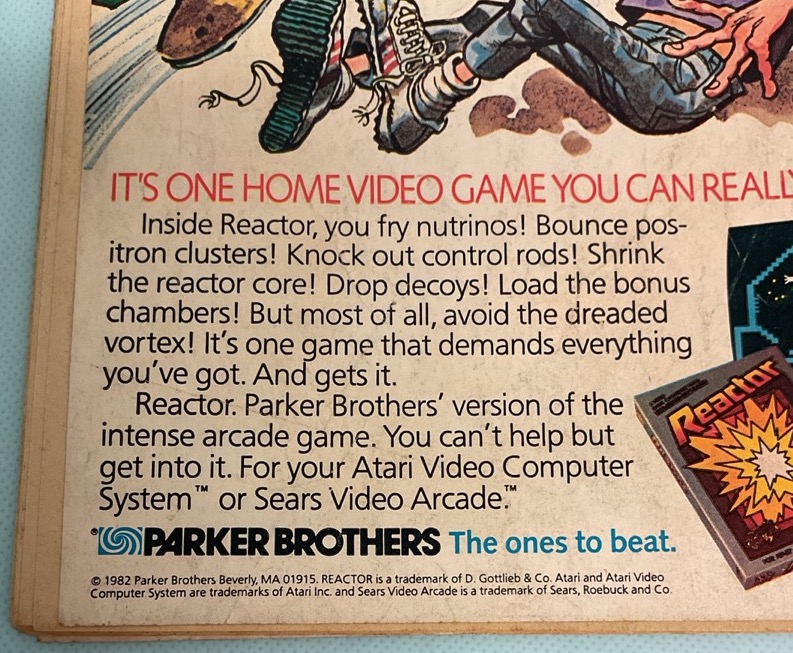 IT'S ONE HOME VIDEO GAME YOU CAN REALLY
Inside Reactor, you fry nutrinos! Bounce pos-
itron clusters! Knock out control rods! Shrink
the reactor core! Drop decoys! Load the bonus
chambers! But most of all, avoid the dreaded
vortex! It's one game that demands everything
you've got. And gets it.
Reactor. Parker Brothers' version of the
intense arcade game. You can't help but
get into it. For your Atari Video Computer
System™ or Sears Video Arcade.™
Reactor
® PARKER BROTHERS The ones to beat.
© 1982 Parker Brothers Beverly, MA 01915. REACTOR is a trademark of D. Gottlieb & Co. Atari and Atari Video
Computer System are trademarks of Atari Inc. and Sears Video Arcade is a trademark of Sears, Roebuck and Co.